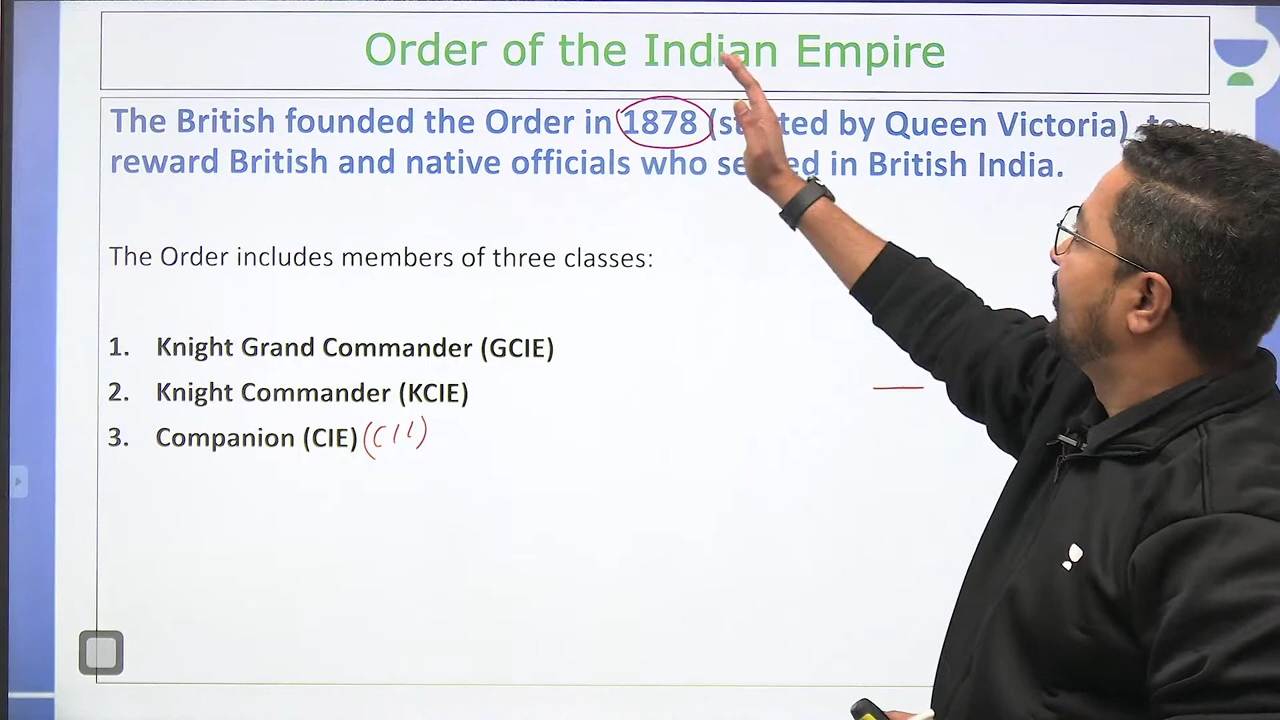 Order of the Indian Empire
The British founded the Order in 1878 (started by Queen Victoria), to
reward British and native officials who served in British India.
The Order includes members of three classes:
1. Knight Grand Commander (GCIE)
2. Knight Commander (KCIE)
3. Companion (CIE)